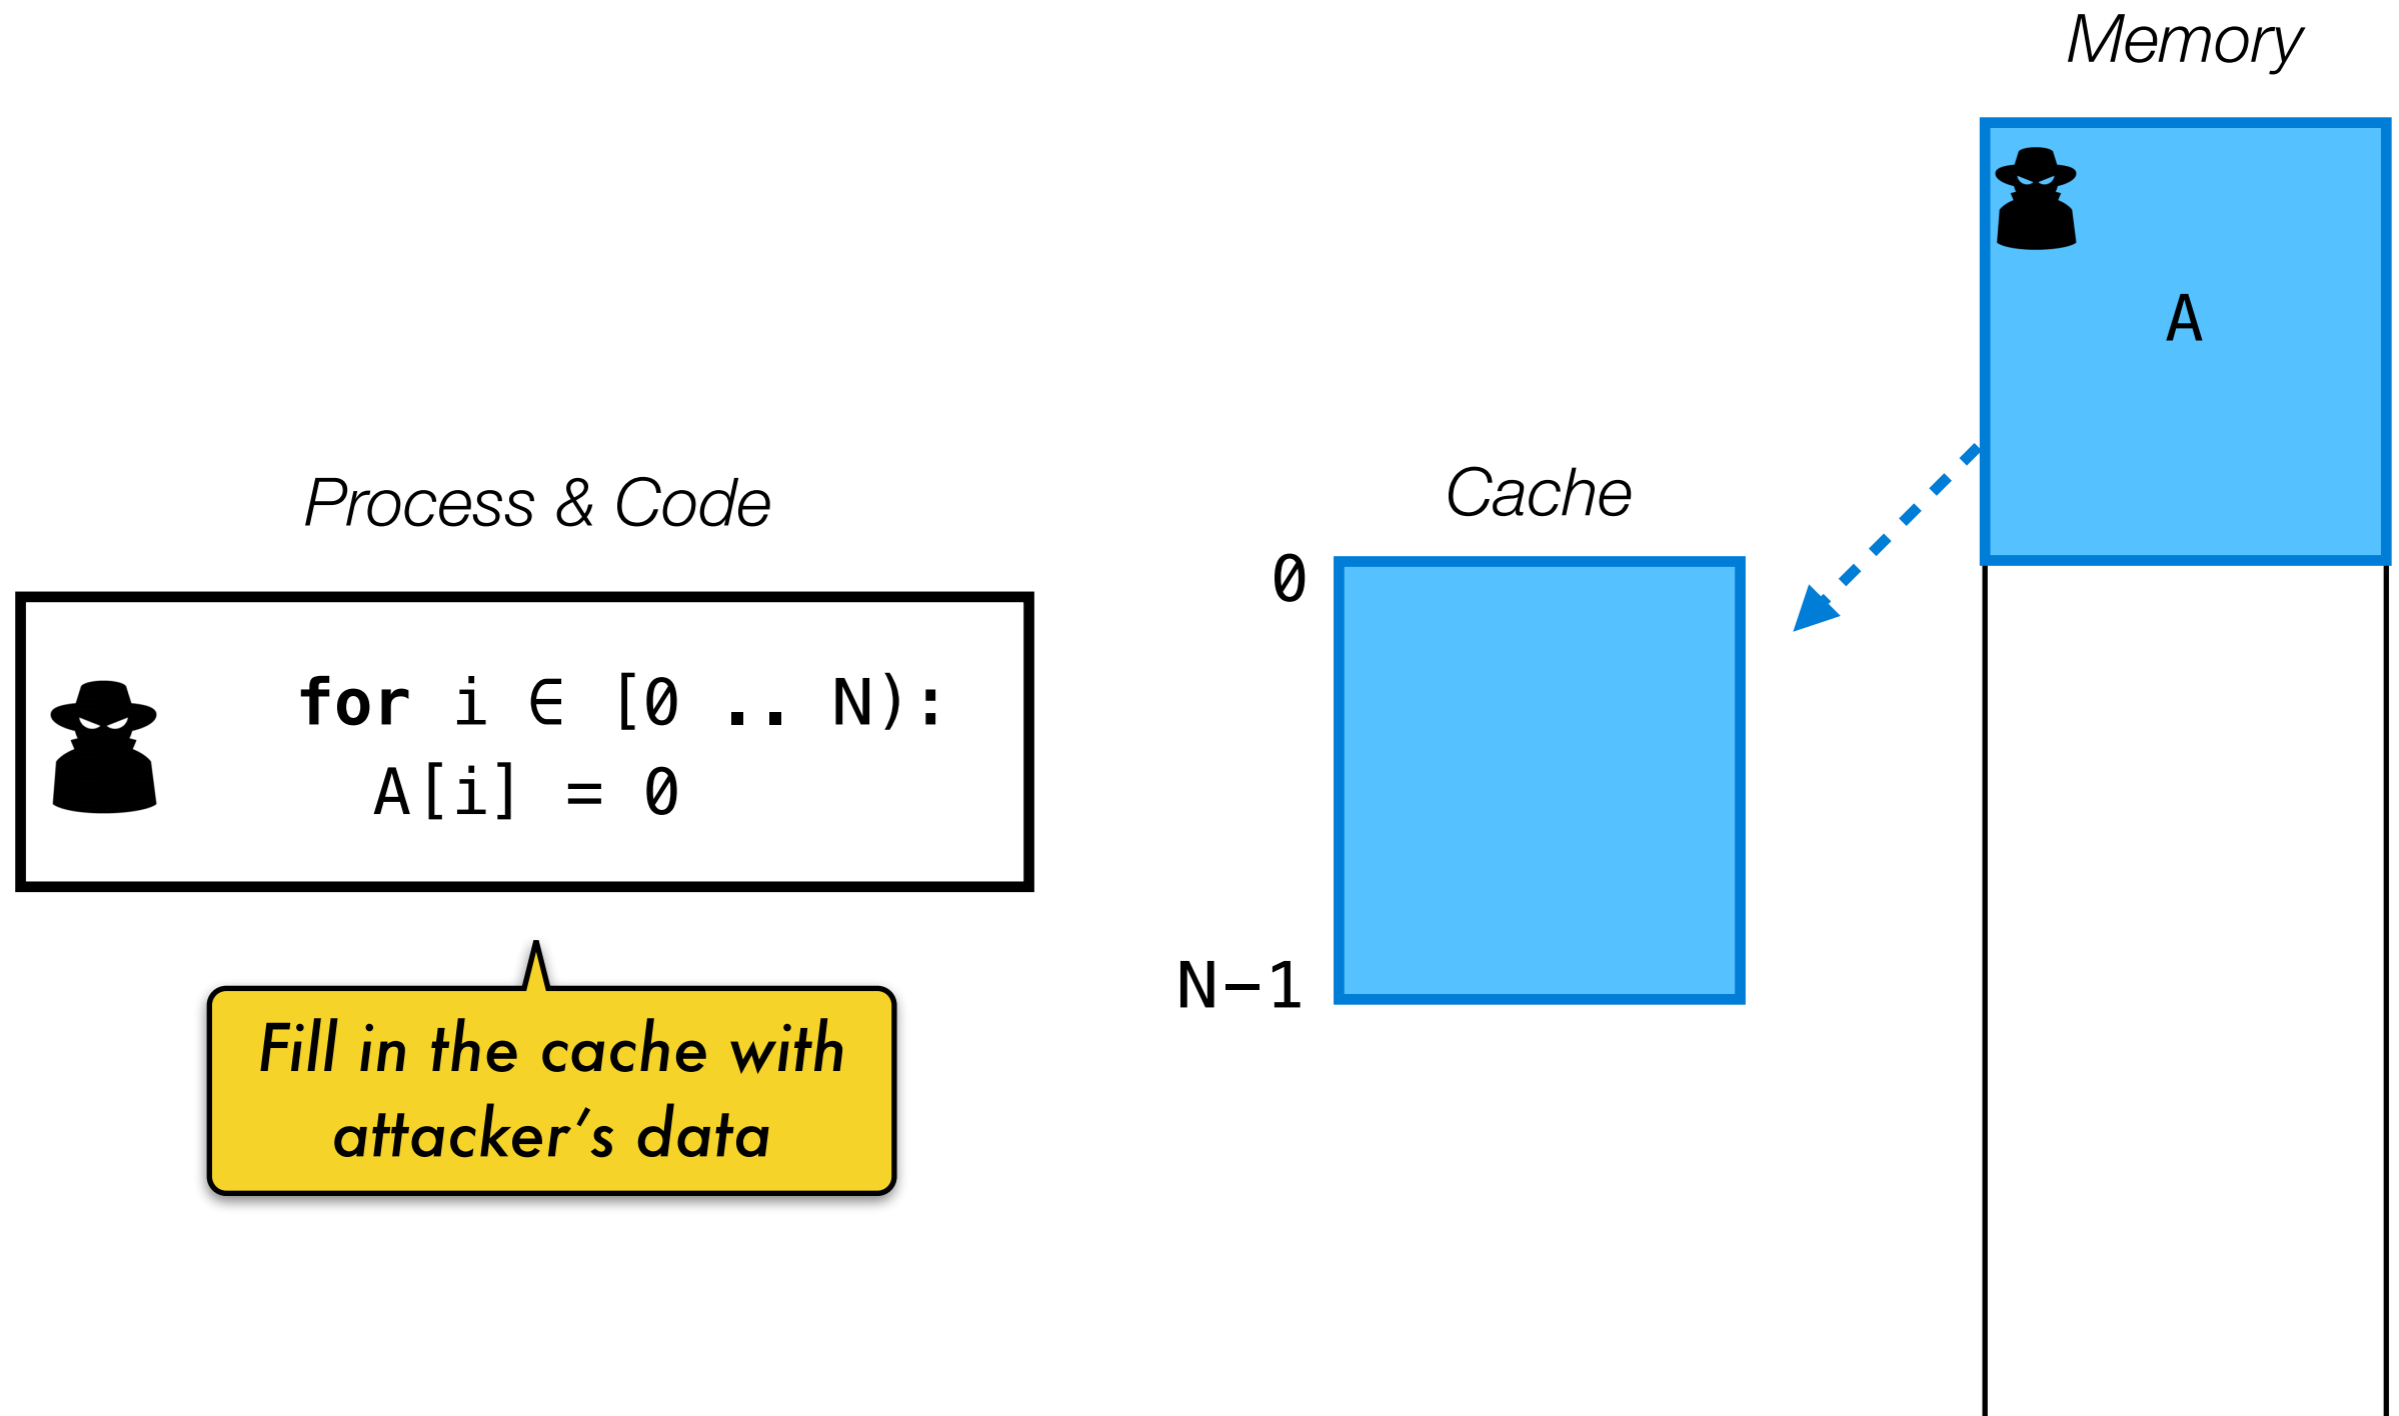 Memory
A
Process & Code
Cache
for i ∈ [0 .. N):
A[i] = 0
0
N-1
Fill in the cache with
attacker's data